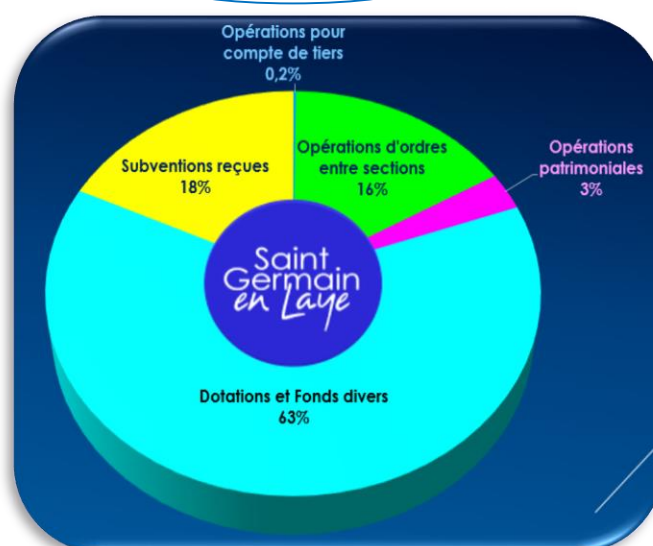 Opérations pour
compte de tiers
0,2%
Subventions reçues
18%
Opérations d'ordres
entre sections
16%
Opérations
patrimoniales
3%
Saint
Germain
en Laye
Dotations et Fonds divers
63%